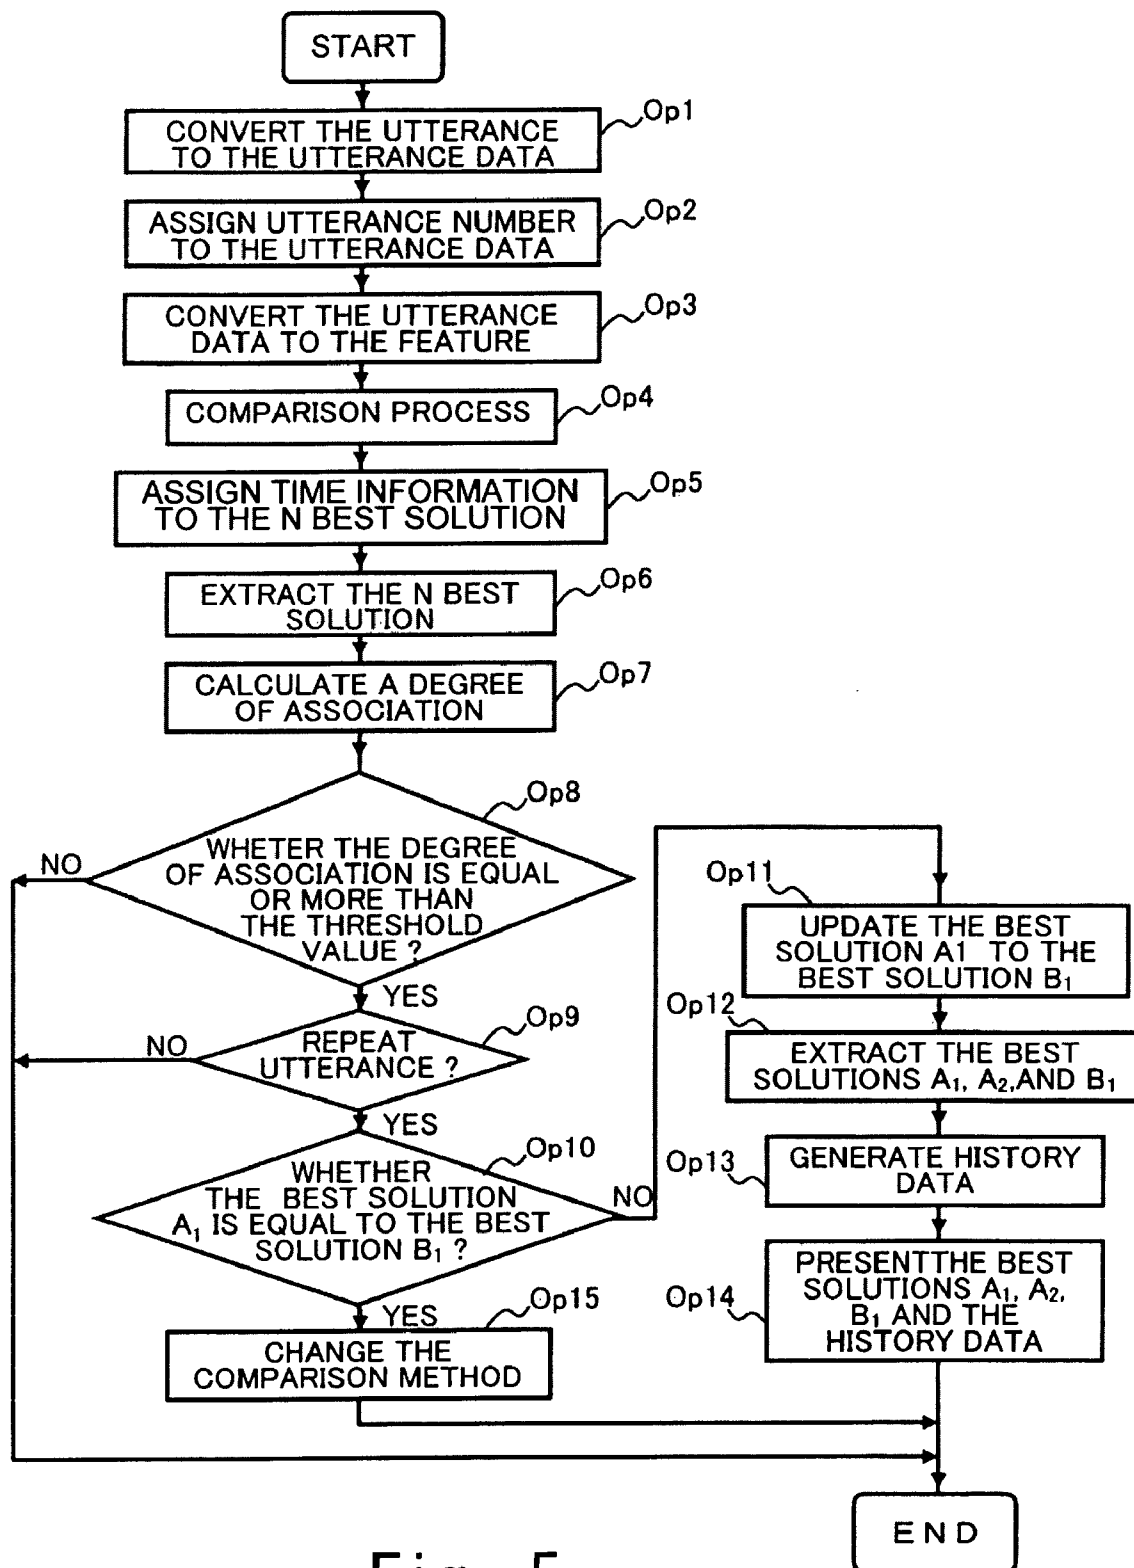 START
Op1
CONVERT THE UTTERANCE
TO THE UTTERANCE DATA
Op2
ASSIGN UTTERANCE NUMBER
TO THE UTTERANCE DATA
Op3
CONVERT THE UTTERANCE
DATA TO THE FEATURE
Op4
COMPARISON PROCESS
Op5
ASSIGN TIME INFORMATION
TO THE N BEST SOLUTION
Op6
EXTRACT THE N BEST
SOLUTION
Op7
CALCULATE A DEGREE
OF ASSOCIATION
Op8
WHETER THE DEGREE
OF ASSOCIATION IS EQUAL
OR MORE THAN
THE THRESHOLD
VALUE ?
NO
YES
Op9
REPEAT
UTTERANCE ?
NO
YES
Op10
WHETHER
THE BEST SOLUTION
A₁ IS EQUAL TO THE BEST
SOLUTION B₁ ?
NO
YES
Op15
CHANGE THE
COMPARISON METHOD
Op11
UPDATE THE BEST
SOLUTION A1 TO THE
BEST SOLUTION B₁
Op12
EXTRACT THE BEST
SOLUTIONS A₁, A₂,AND B₁
Op13
GENERATE HISTORY
DATA
Op14
PRESENTTHE BEST
SOLUTIONS A₁, A₂,
B₁ AND THE
HISTORY DATA
END
Fig. 5